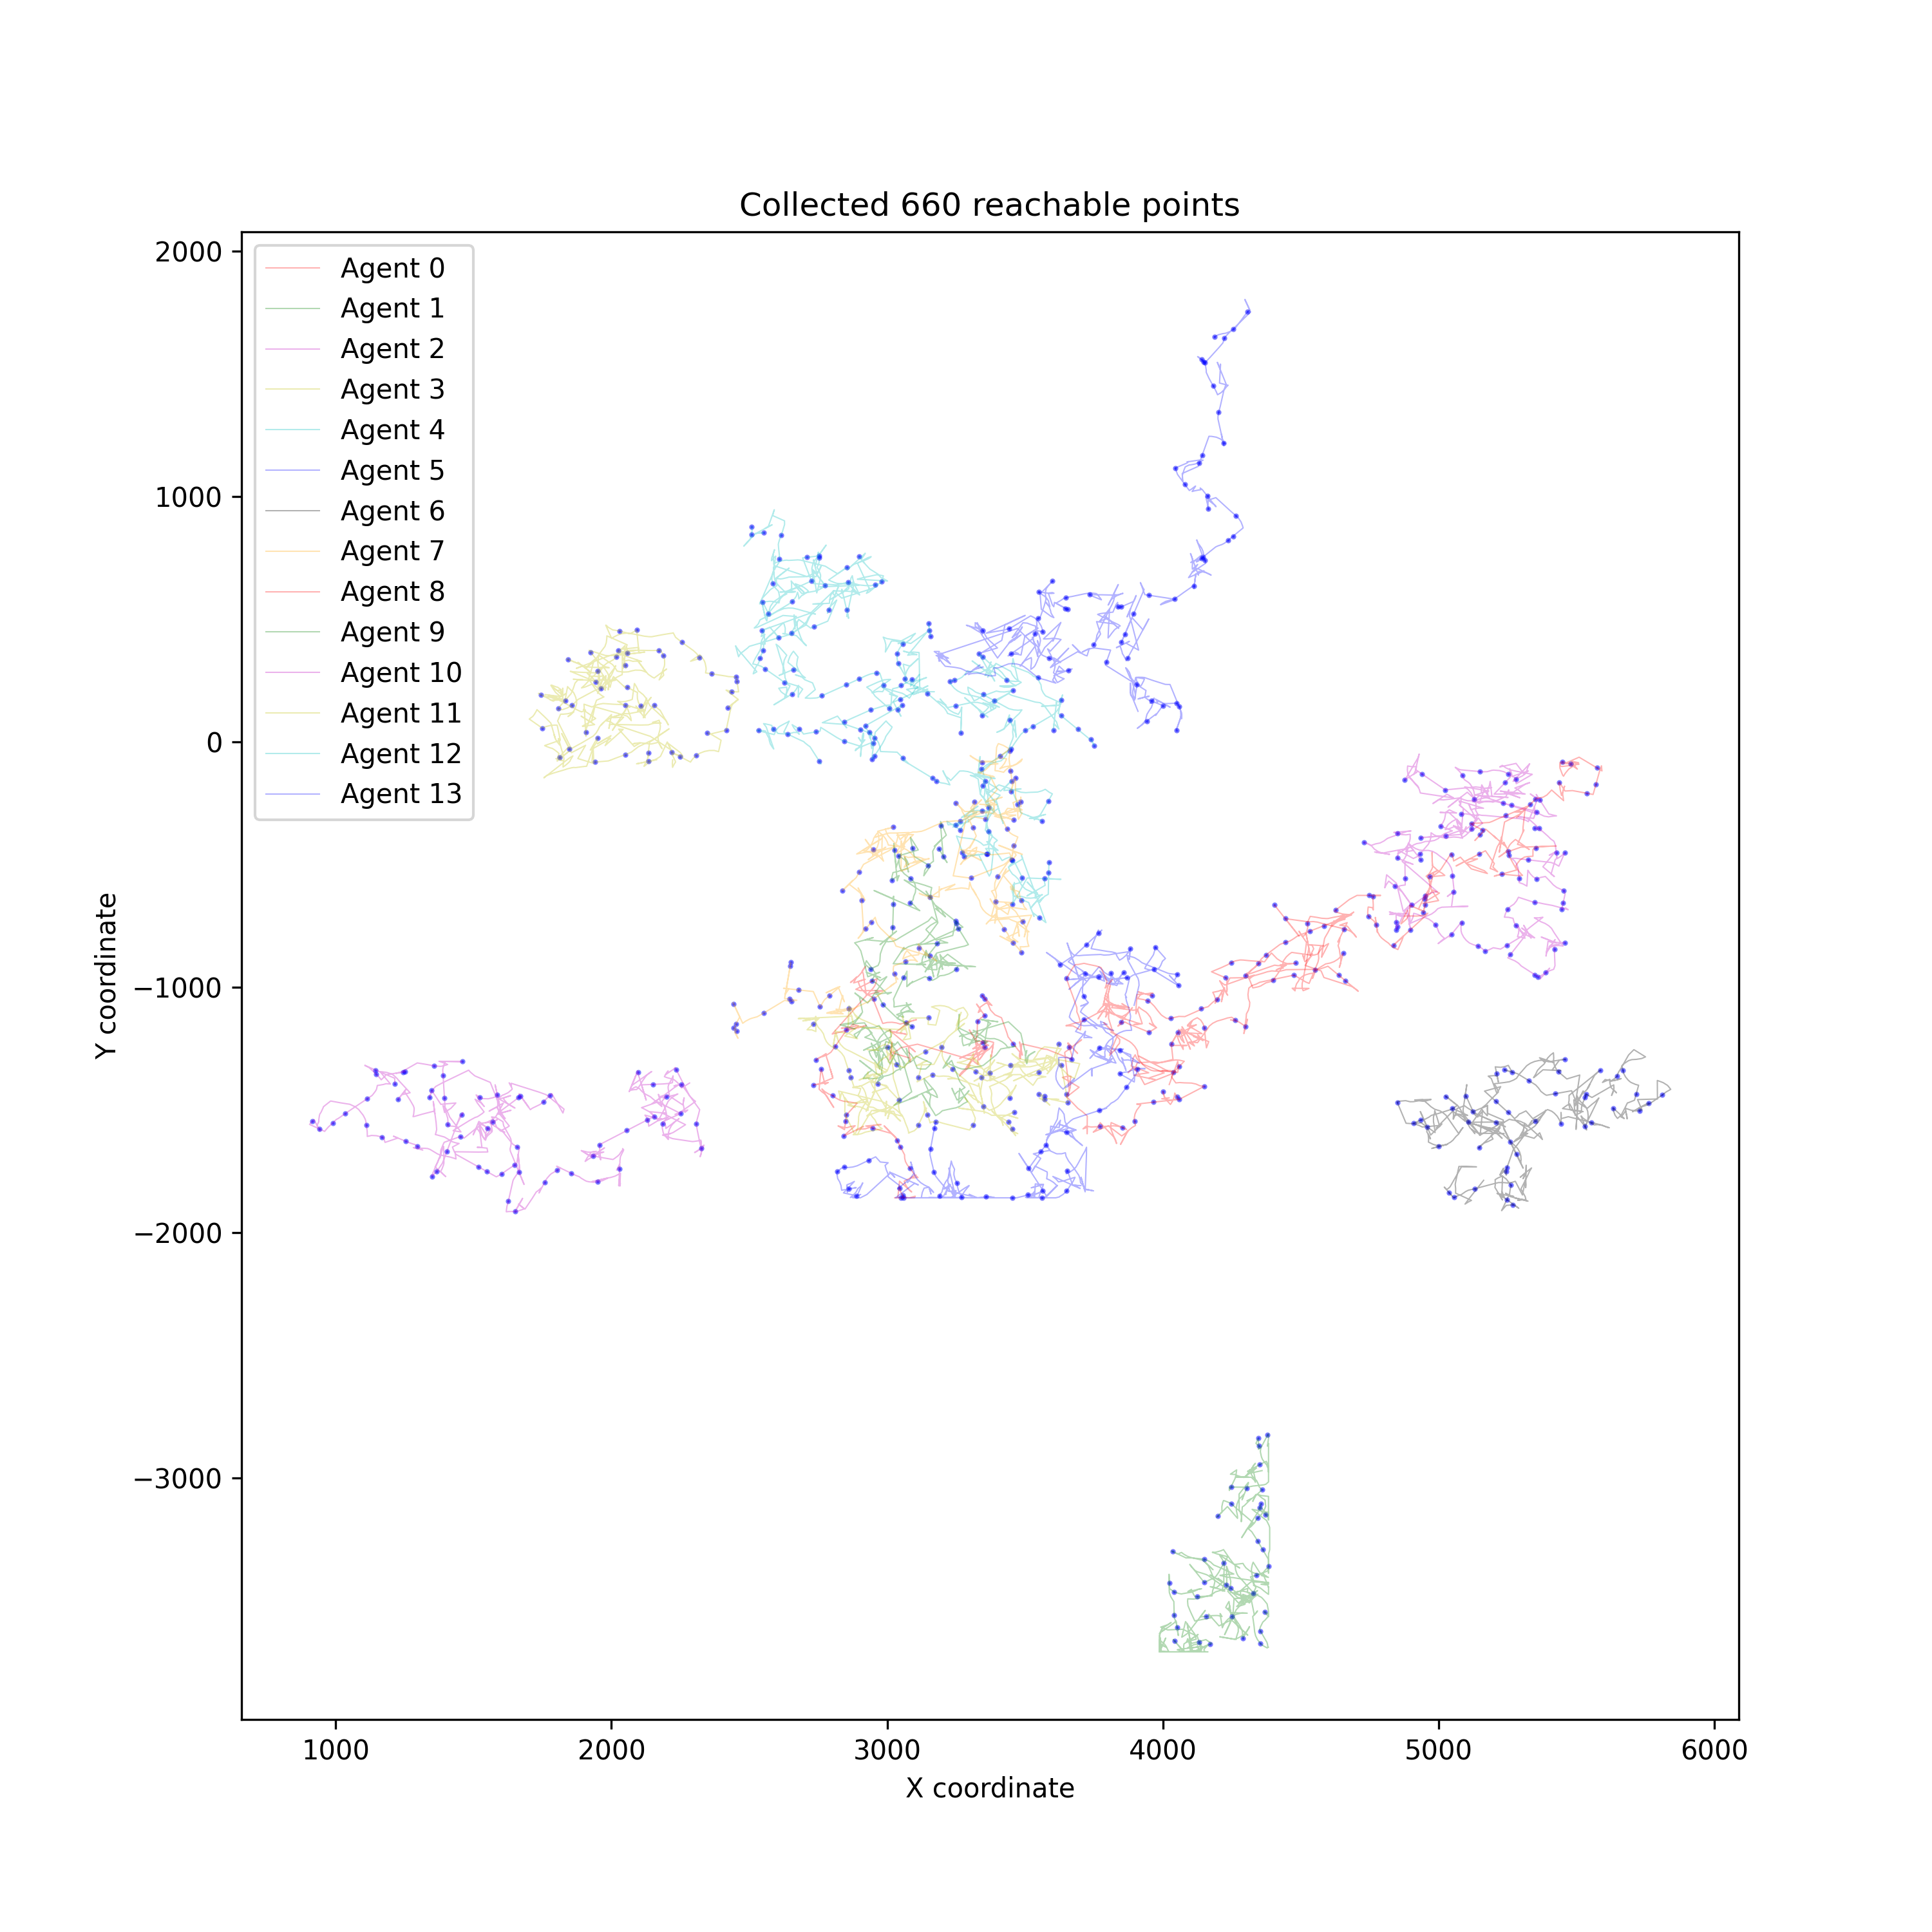 Collected 660 reachable points
Agent 0
Agent 1
Agent 2
Agent 3
Agent 4
Agent 5
Agent 6
Agent 7
Agent 8
Agent 9
Agent 10
Agent 11
Agent 12
Agent 13
2000
1000
0
−1000
−2000
−3000
Y coordinate
1000 2000 3000 4000 5000 6000
X coordinate